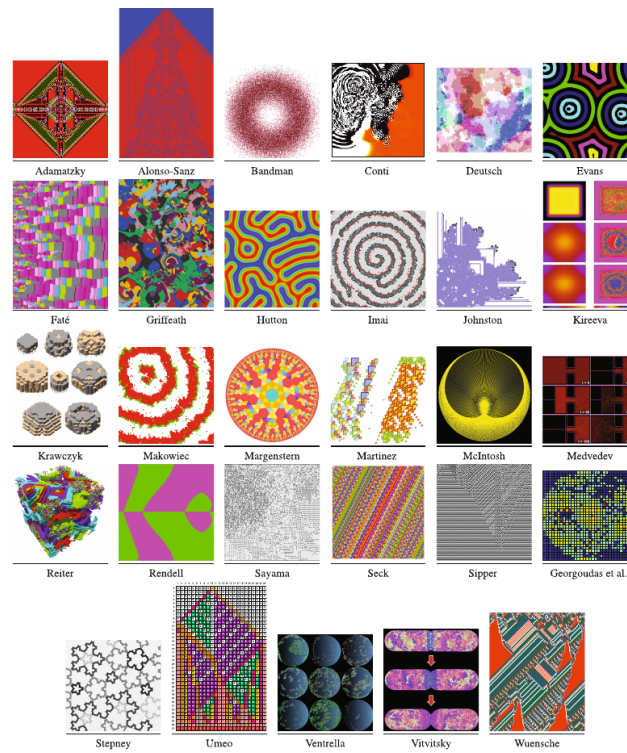 Adamatzky Alonso-Sanz Bandman Conti Deutsch Evans
Faté Griffeath Hutton Imai Johnston Kireeva
Krawczyk Makowiec Margenstern Martinez McIntosh Medvedev
Reiter Rendell Sayama Seck Sipper Georgoudas et al.
Stepney Umeo Ventrella Vitvitsky Wuensche